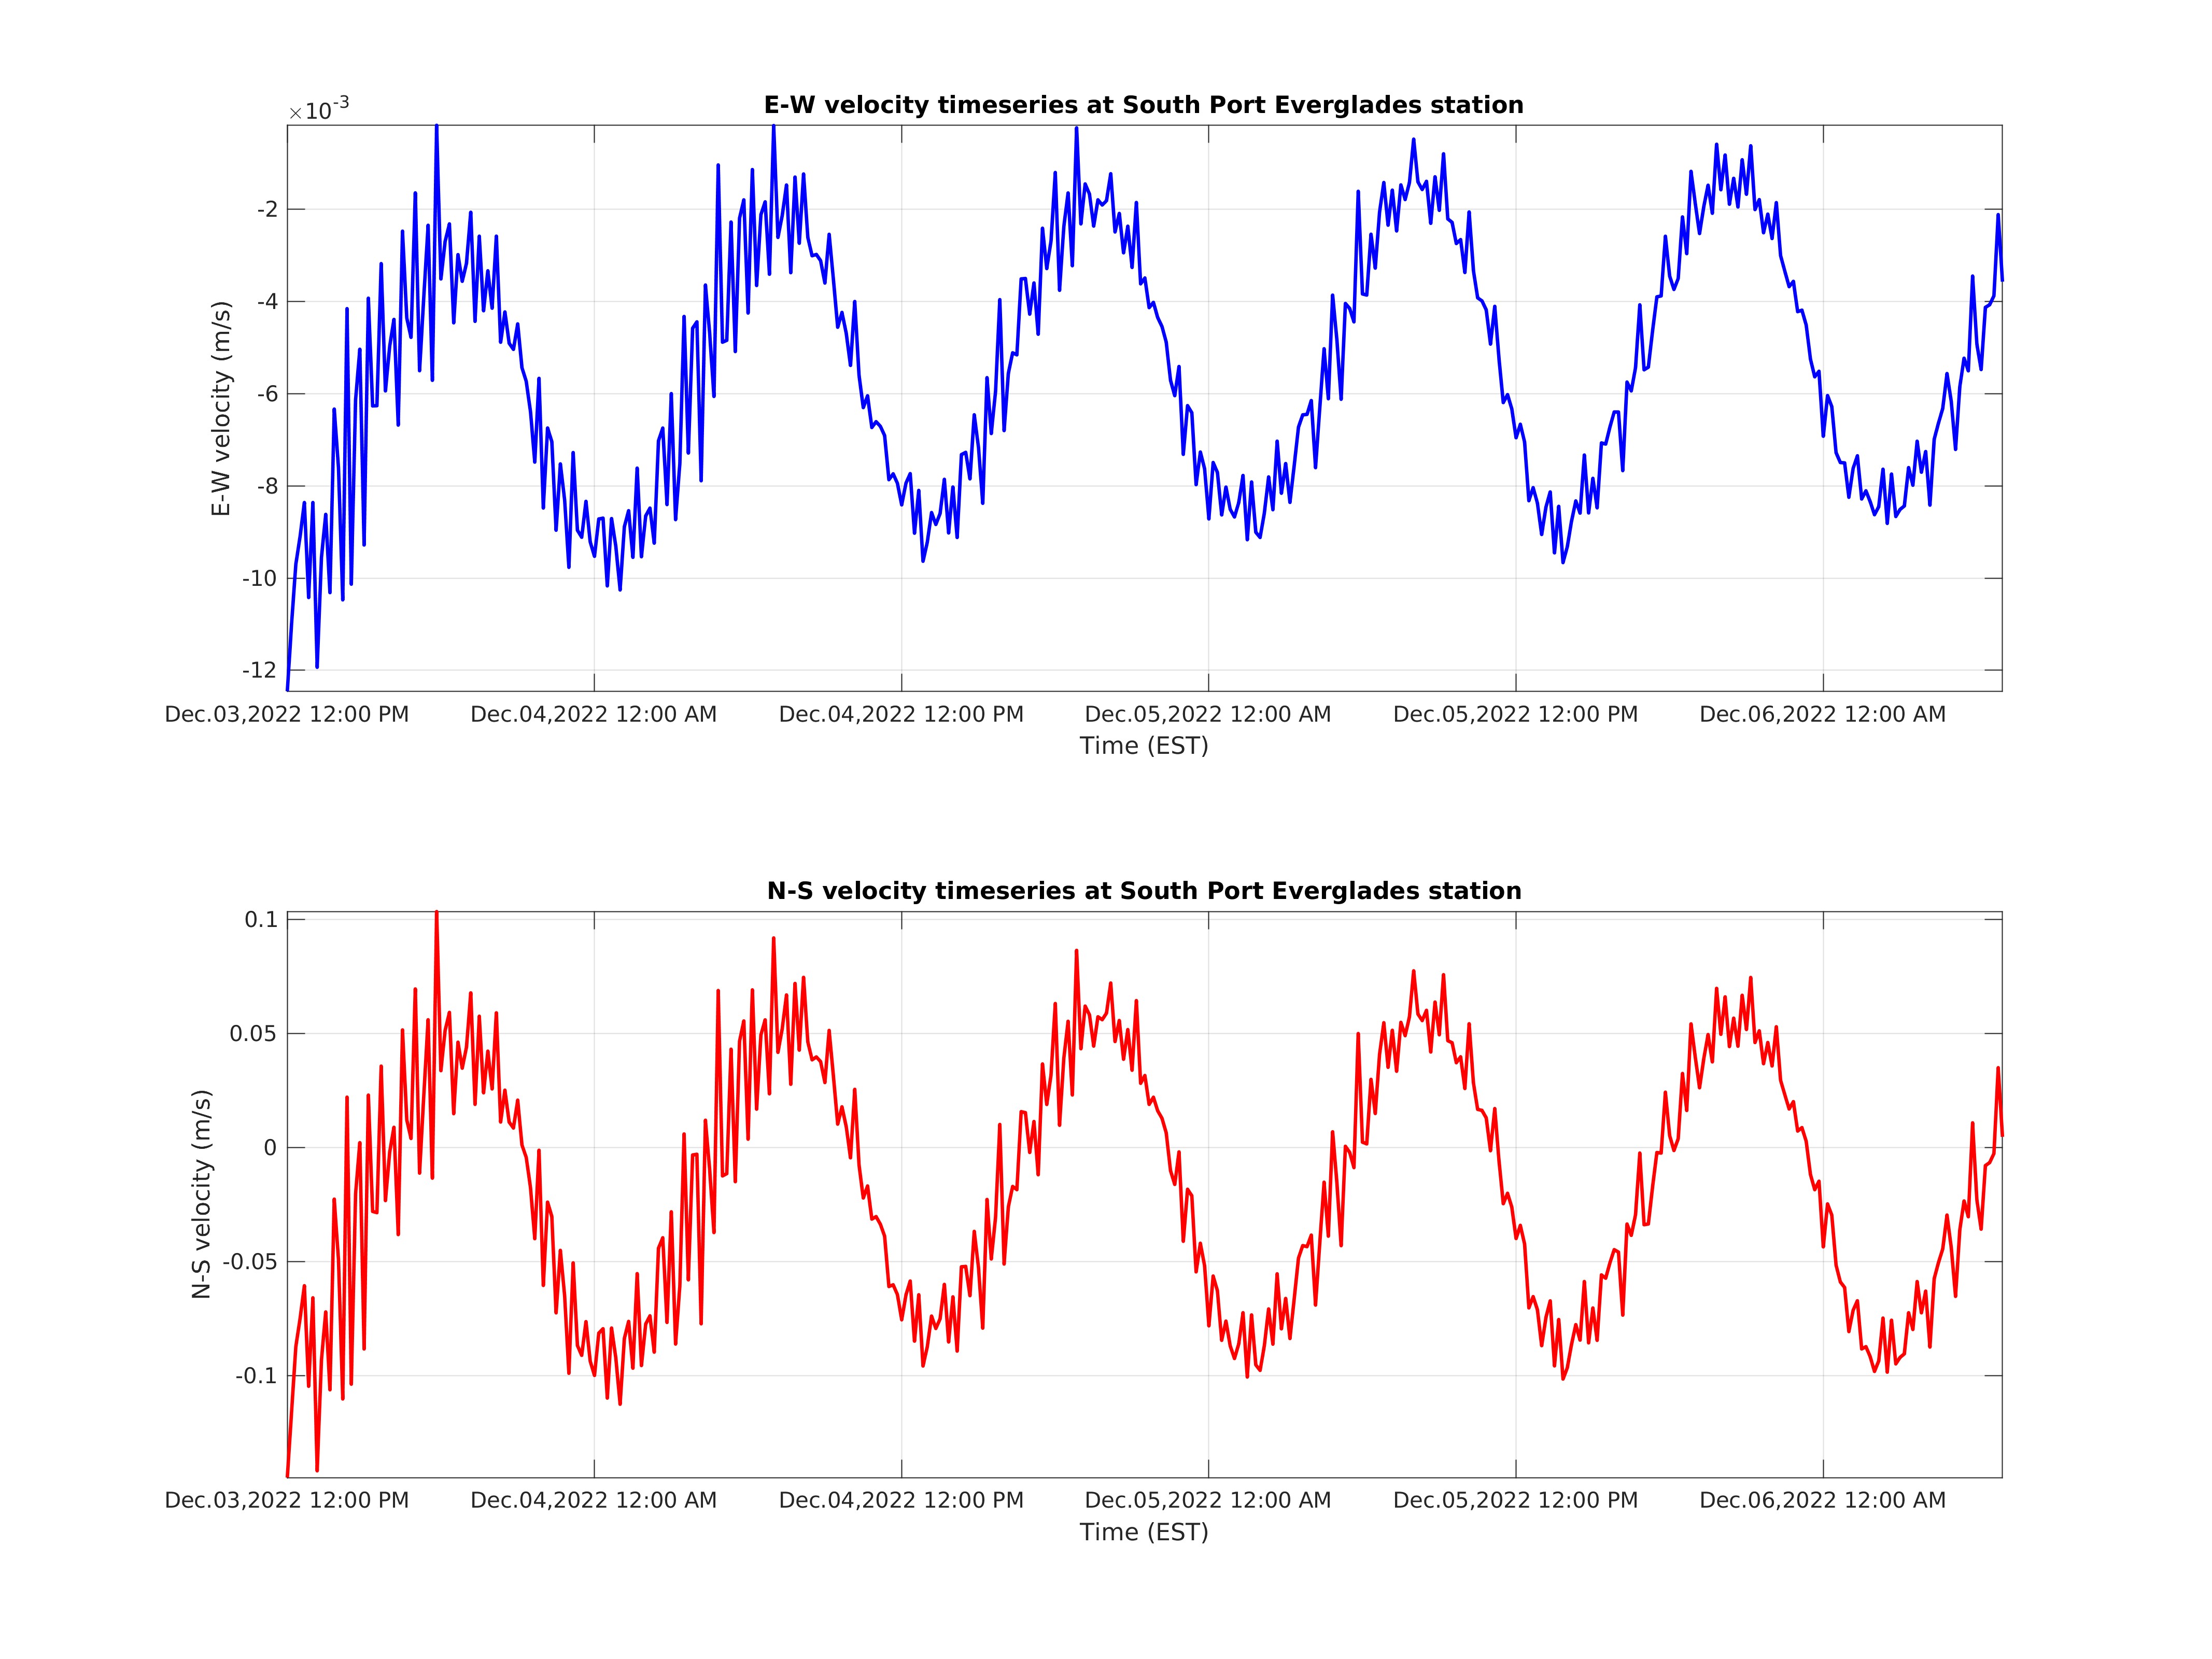 ×10-3
E-W velocity timeseries at South Port Everglades station
E-W velocity (m/s)
-2
-4
-6
-8
-10
-12
Dec.03,2022 12:00 PM Dec.04,2022 12:00 AM Dec.04,2022 12:00 PM Dec.05,2022 12:00 AM Dec.05,2022 12:00 PM Dec.06,2022 12:00 AM
Time (EST)
N-S velocity timeseries at South Port Everglades station
N-S velocity (m/s)
0.1
0.05
0
-0.05
-0.1
Dec.03,2022 12:00 PM Dec.04,2022 12:00 AM Dec.04,2022 12:00 PM Dec.05,2022 12:00 AM Dec.05,2022 12:00 PM Dec.06,2022 12:00 AM
Time (EST)